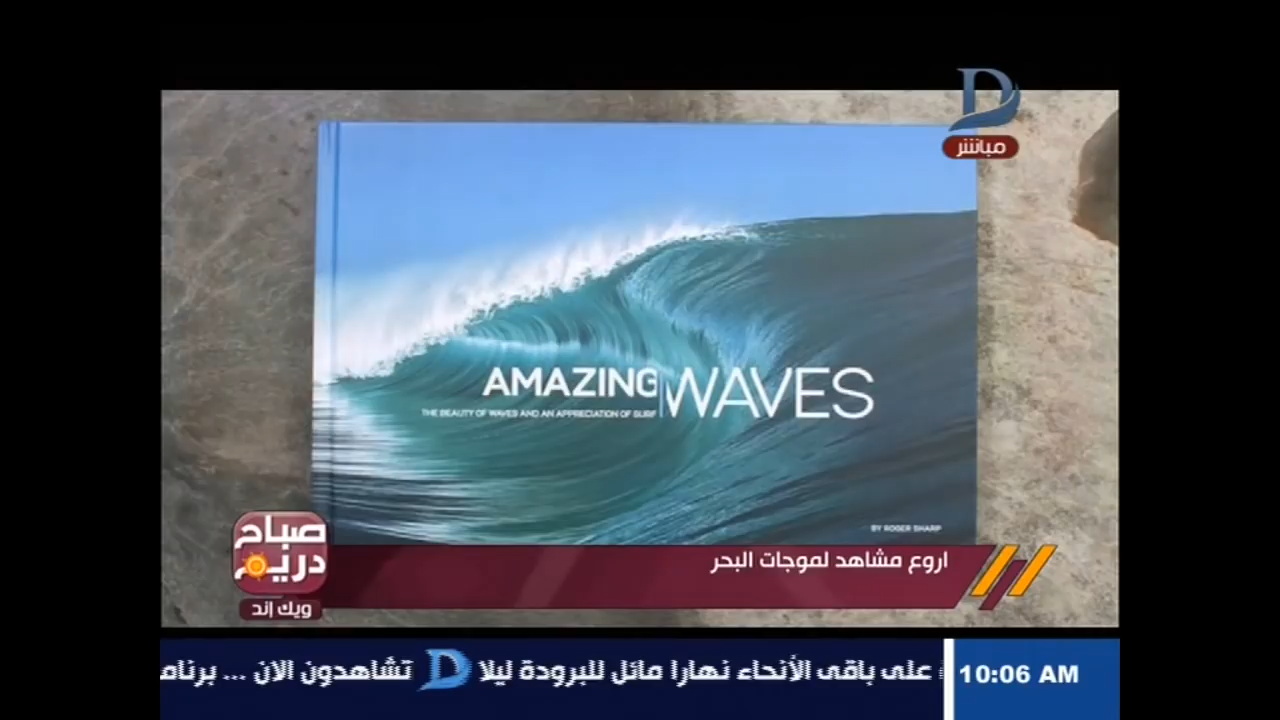 D
مباشر
AMAZING WAVES
THE BEAUTY OF WAVES AND AN APPRECIATION OF SURF
BY ROGER SHARP
صباح
دريم
ويك إند
اروع مشاهد لموجات البحر
على باقى الأنحاء نهارا مائل للبرودة ليلا D تشاهدون الان ... برنام
10:06 AM